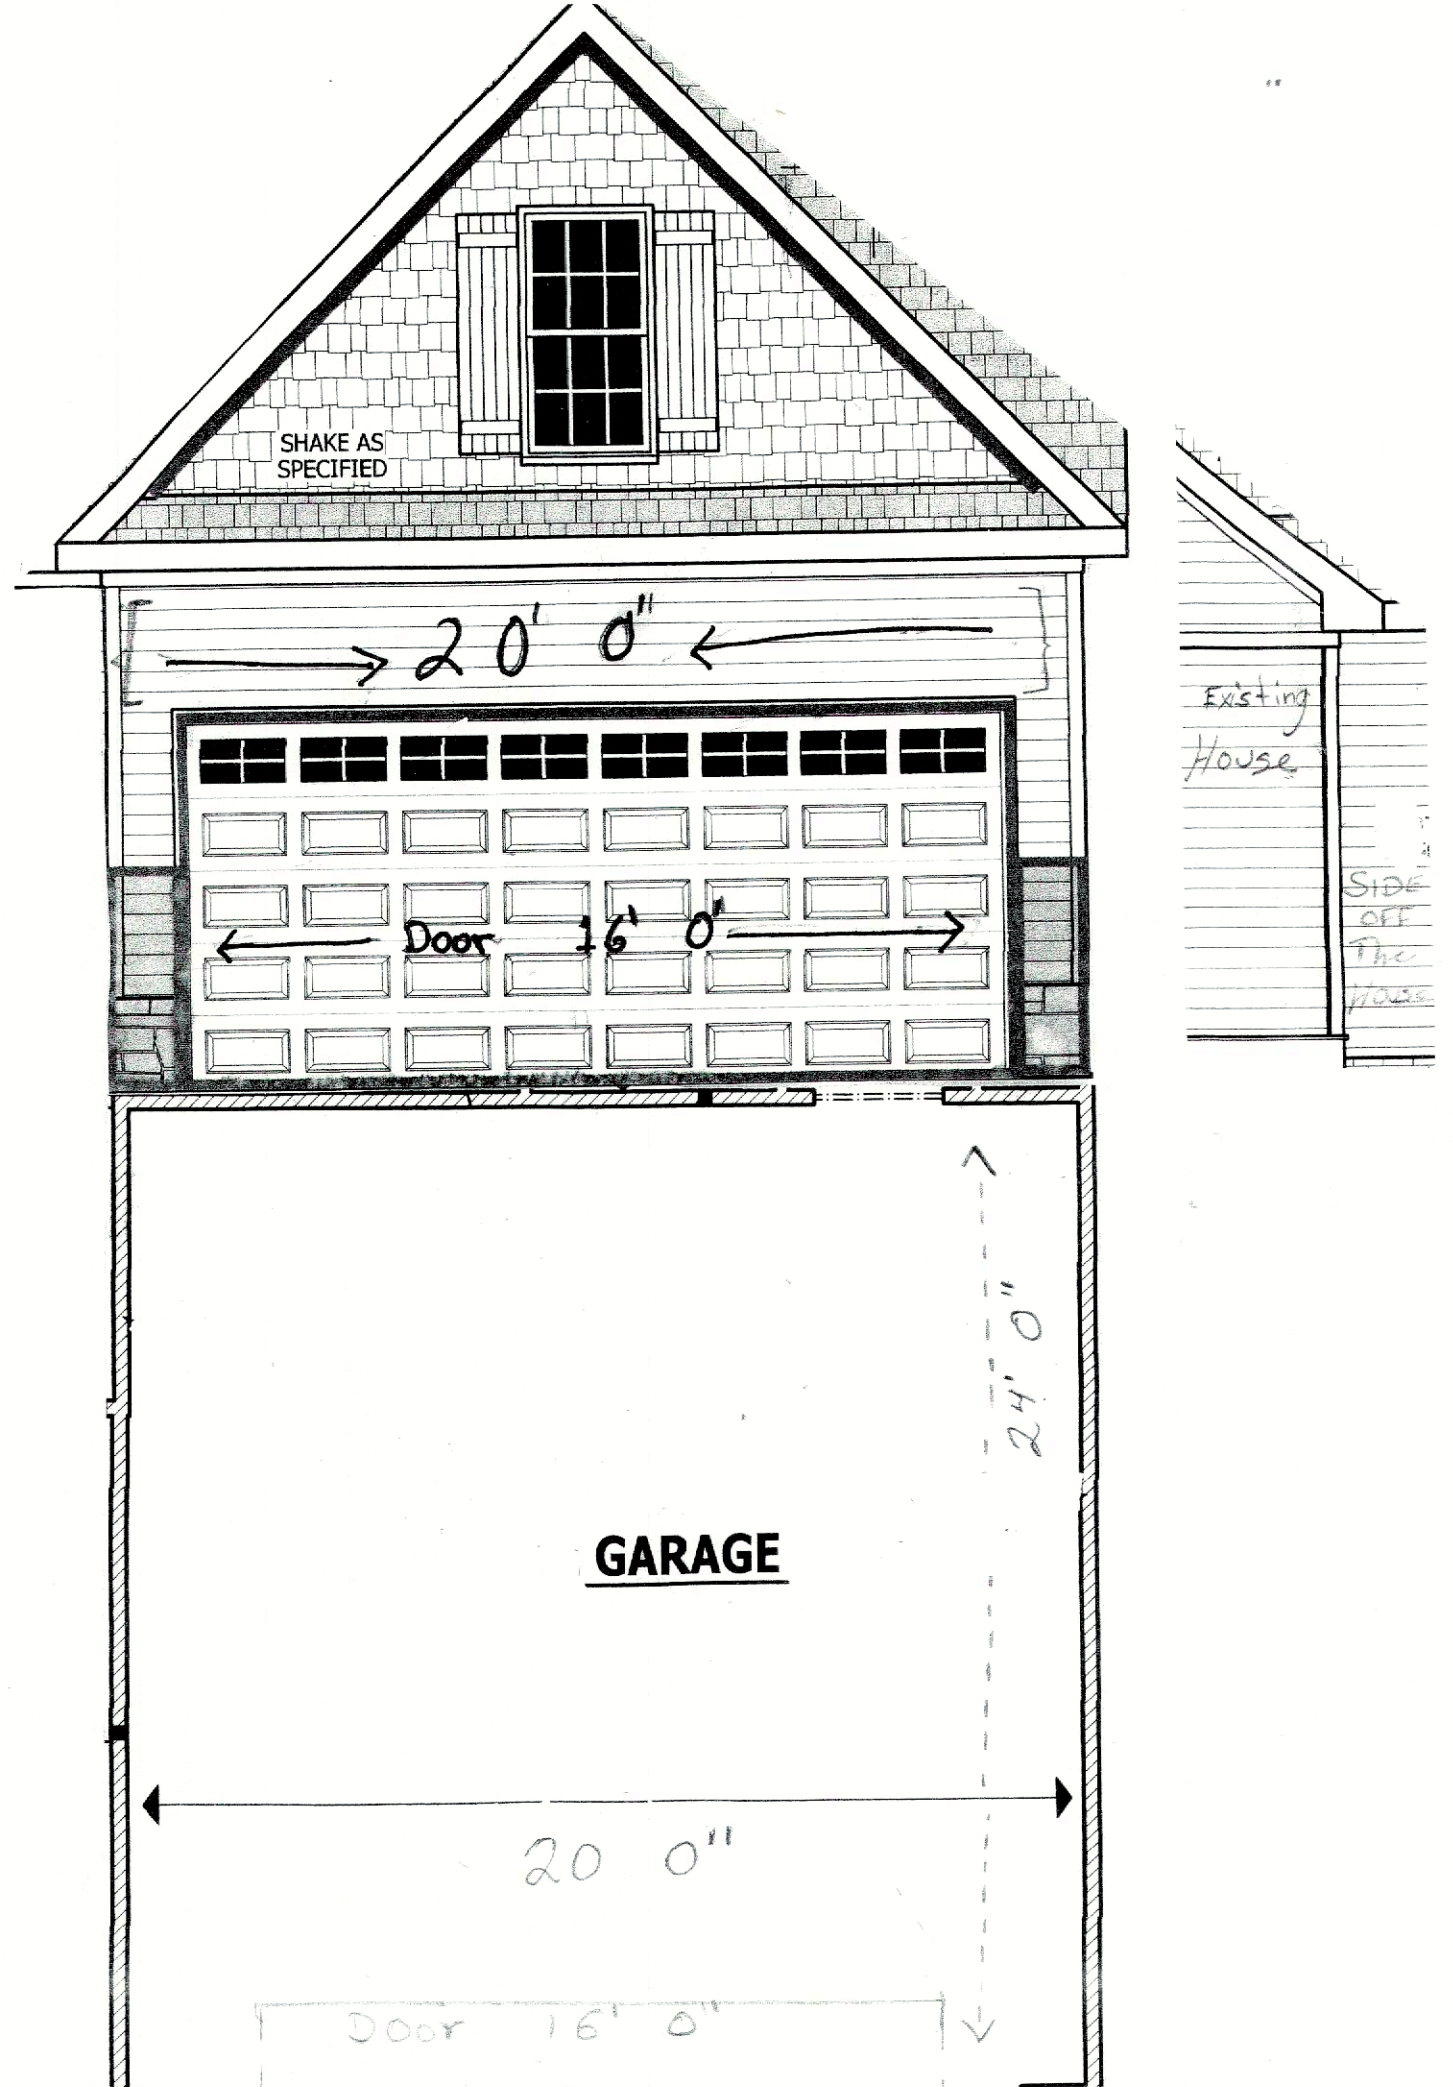 SHAKE AS
SPECIFIED
20' 0"
Existing
House
SIDE
OFF
The
House
Door 16' 0"
24' 0"
GARAGE
20 0"
Door 16' 0"